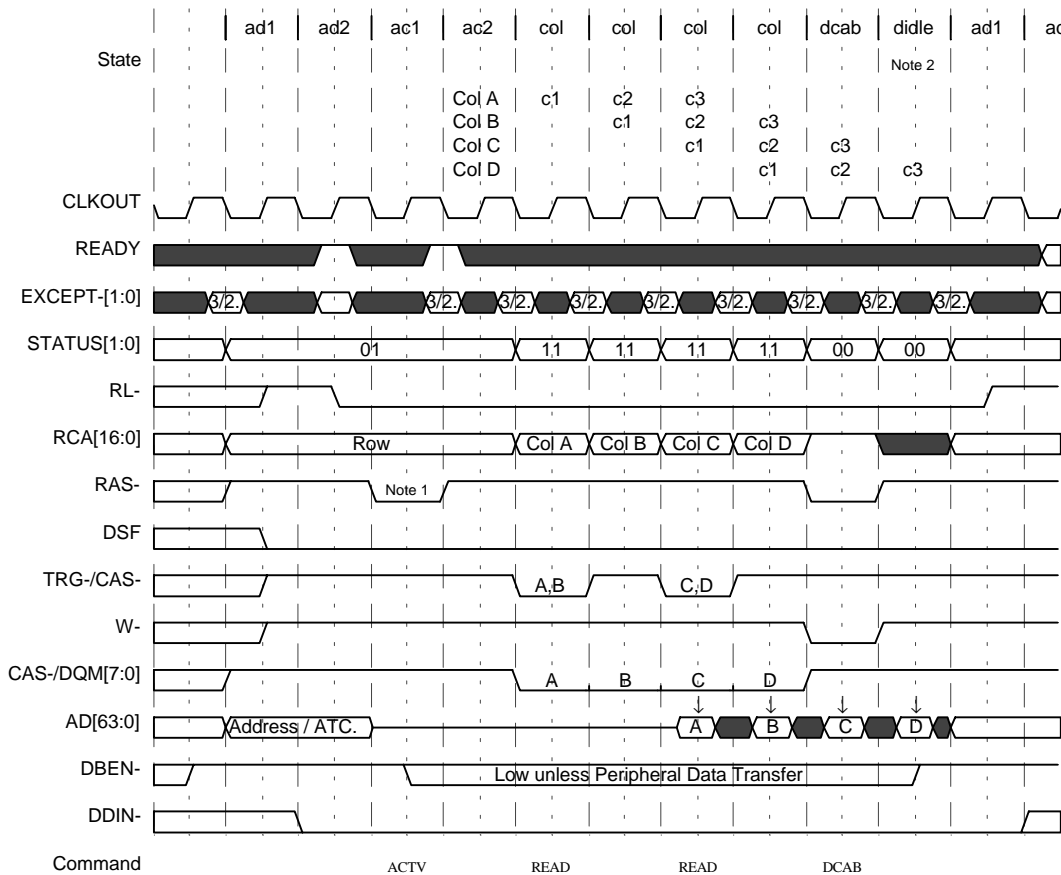 ad1 ad2 ac1 ac2 col col col col dcab didle ad1 ac
State Note 2
Col A c1 c2 c3
Col B c1 c2 c3
Col C c1 c2 c3
Col D c1 c2 c3
CLKOUT
READY
EXCEPT-[1:0] 3/2. 3/2. 3/2. 3/2. 3/2. 3/2. 3/2. 3/2. 3/2.
STATUS[1:0] 01 11 11 11 11 00 00
RL-
RCA[16:0] Row Col A Col B Col C Col D
RAS- Note 1
DSF
TRG-/CAS- A,B C,D
W-
CAS-/DQM[7:0] A B C D
AD[63:0] Address / ATC. A B C D
DBEN- Low unless Peripheral Data Transfer
DDIN-
Command ACTV READ READ DCAB